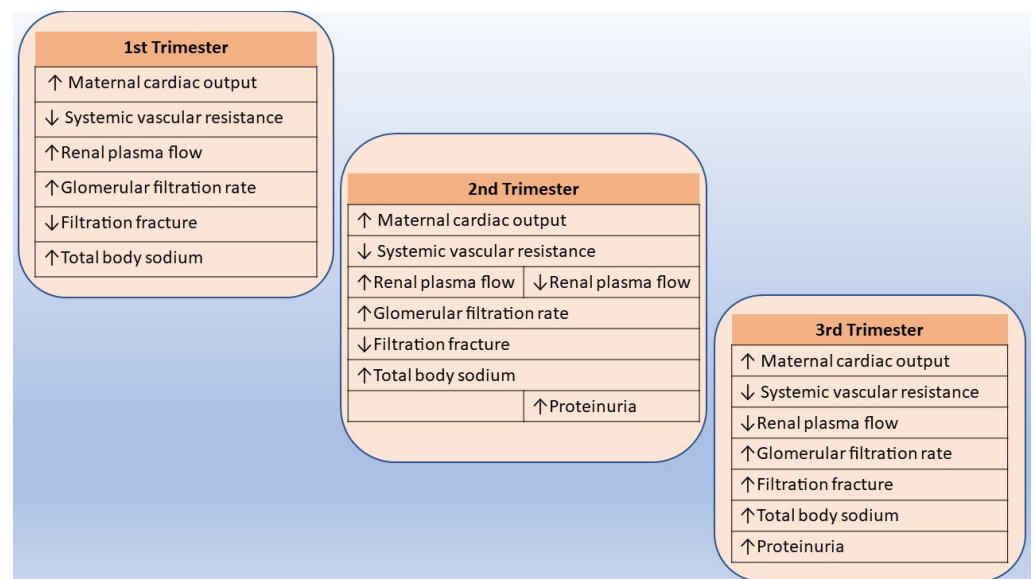 1st Trimester
↑ Maternal cardiac output
↓ Systemic vascular resistance
↑Renal plasma flow
↑Glomerular filtration rate
↓Filtration fracture
↑Total body sodium
2nd Trimester
↑ Maternal cardiac output
↓ Systemic vascular resistance
↑Renal plasma flow ↓Renal plasma flow
↑Glomerular filtration rate
↓Filtration fracture
↑Total body sodium
↑Proteinuria
3rd Trimester
↑ Maternal cardiac output
↓ Systemic vascular resistance
↓Renal plasma flow
↑Glomerular filtration rate
↑Filtration fracture
↑Total body sodium
↑Proteinuria